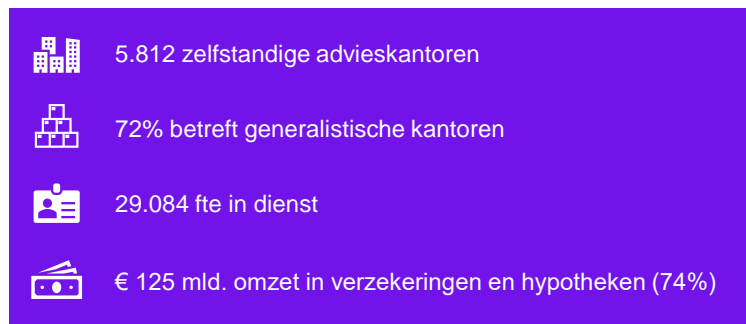 5.812 zelfstandige advieskantoren
72% betreft generalistische kantoren
29.084 fte in dienst
€ 125 mld. omzet in verzekeringen en hypotheken (74%)